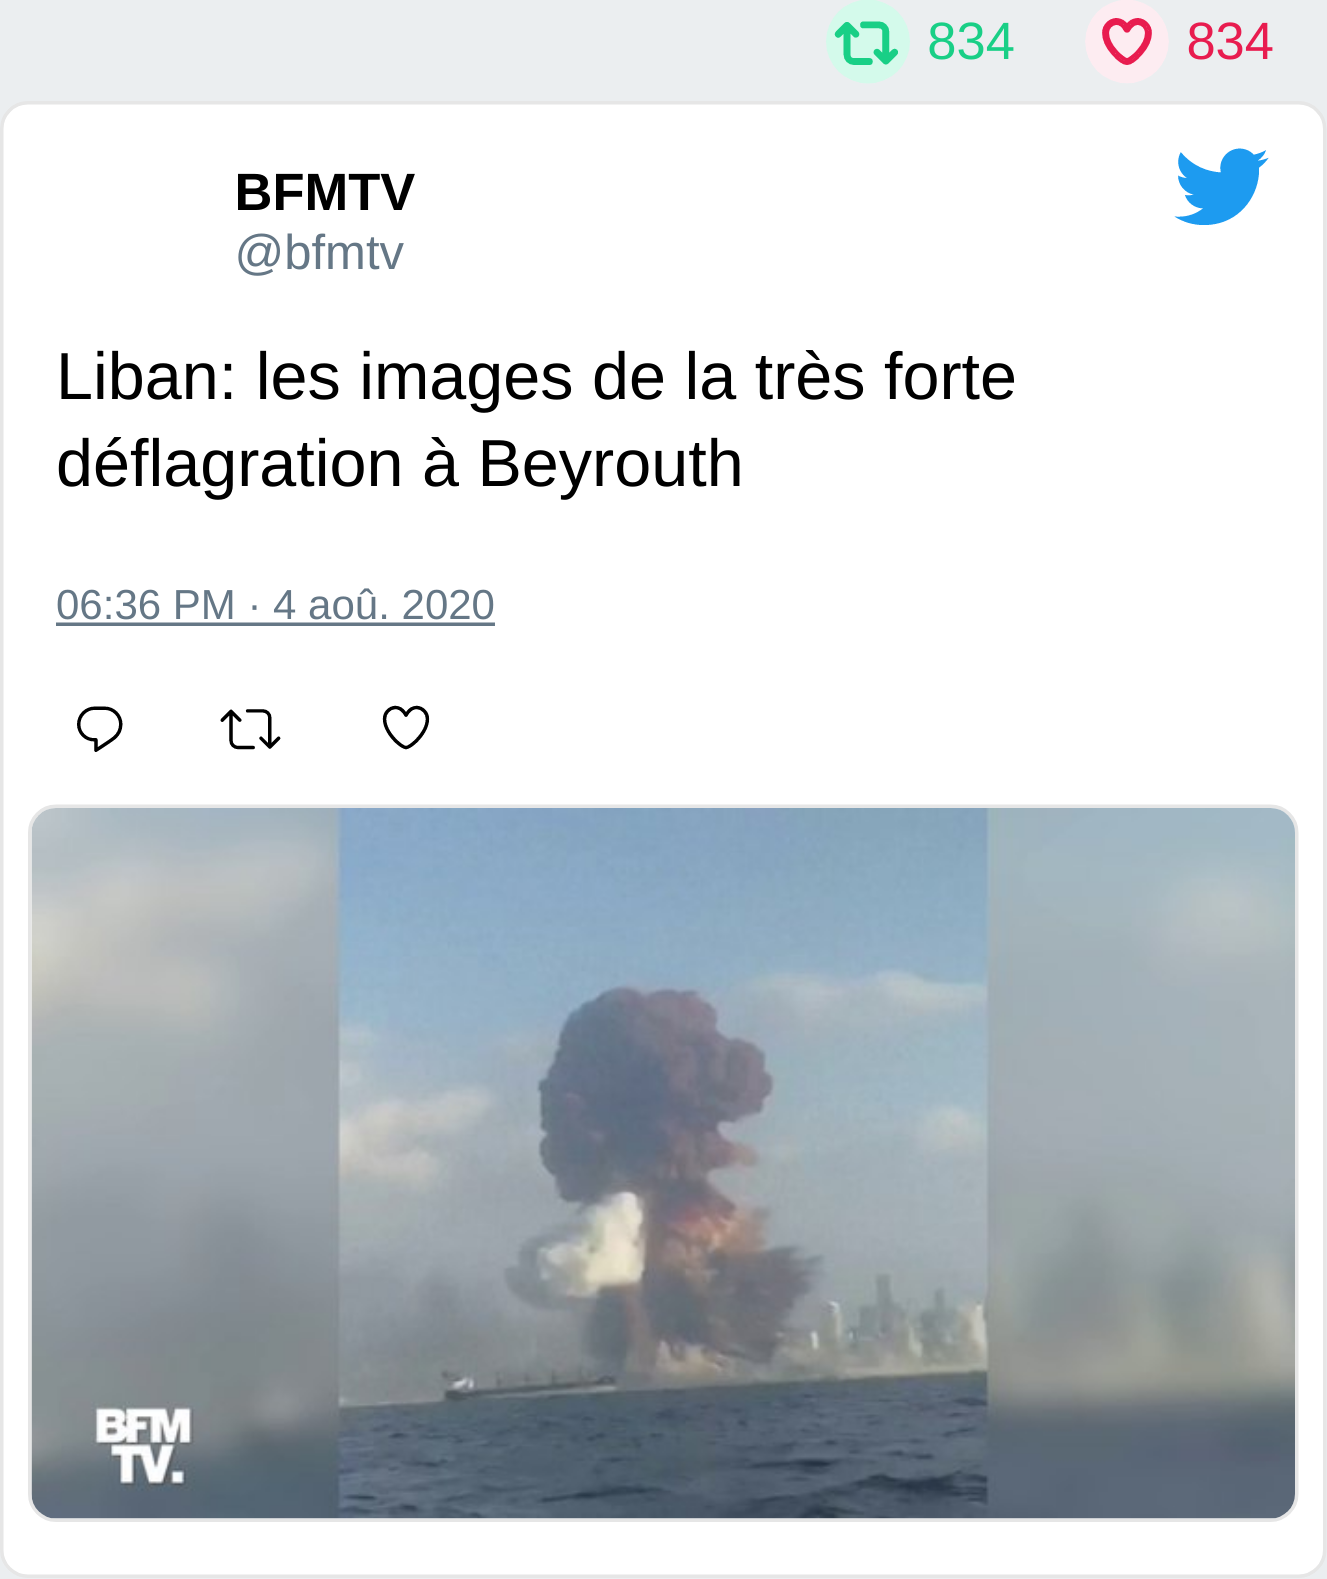 834 834
BFMTV
@bfmtv
Liban: les images de la très forte
déflagration à Beyrouth
06:36 PM · 4 aoû. 2020
BFM
TV.